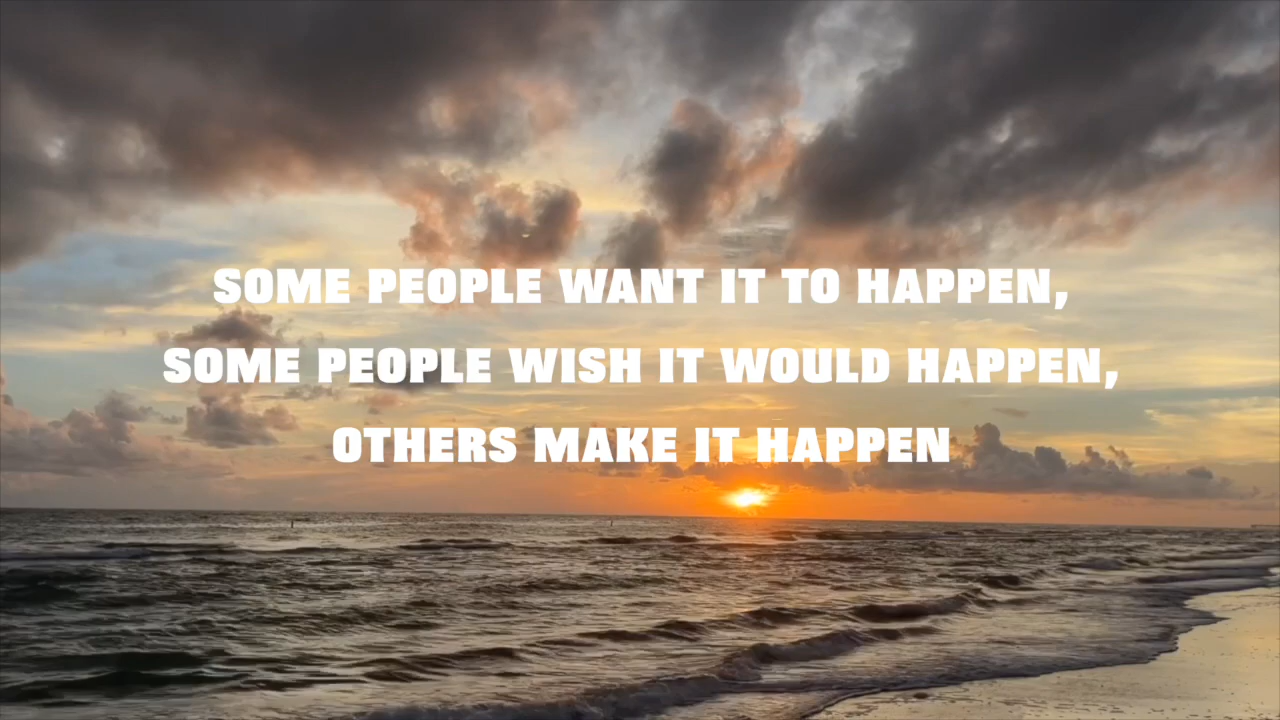 SOME PEOPLE WANT IT TO HAPPEN,
SOME PEOPLE WISH IT WOULD HAPPEN,
OTHERS MAKE IT HAPPEN